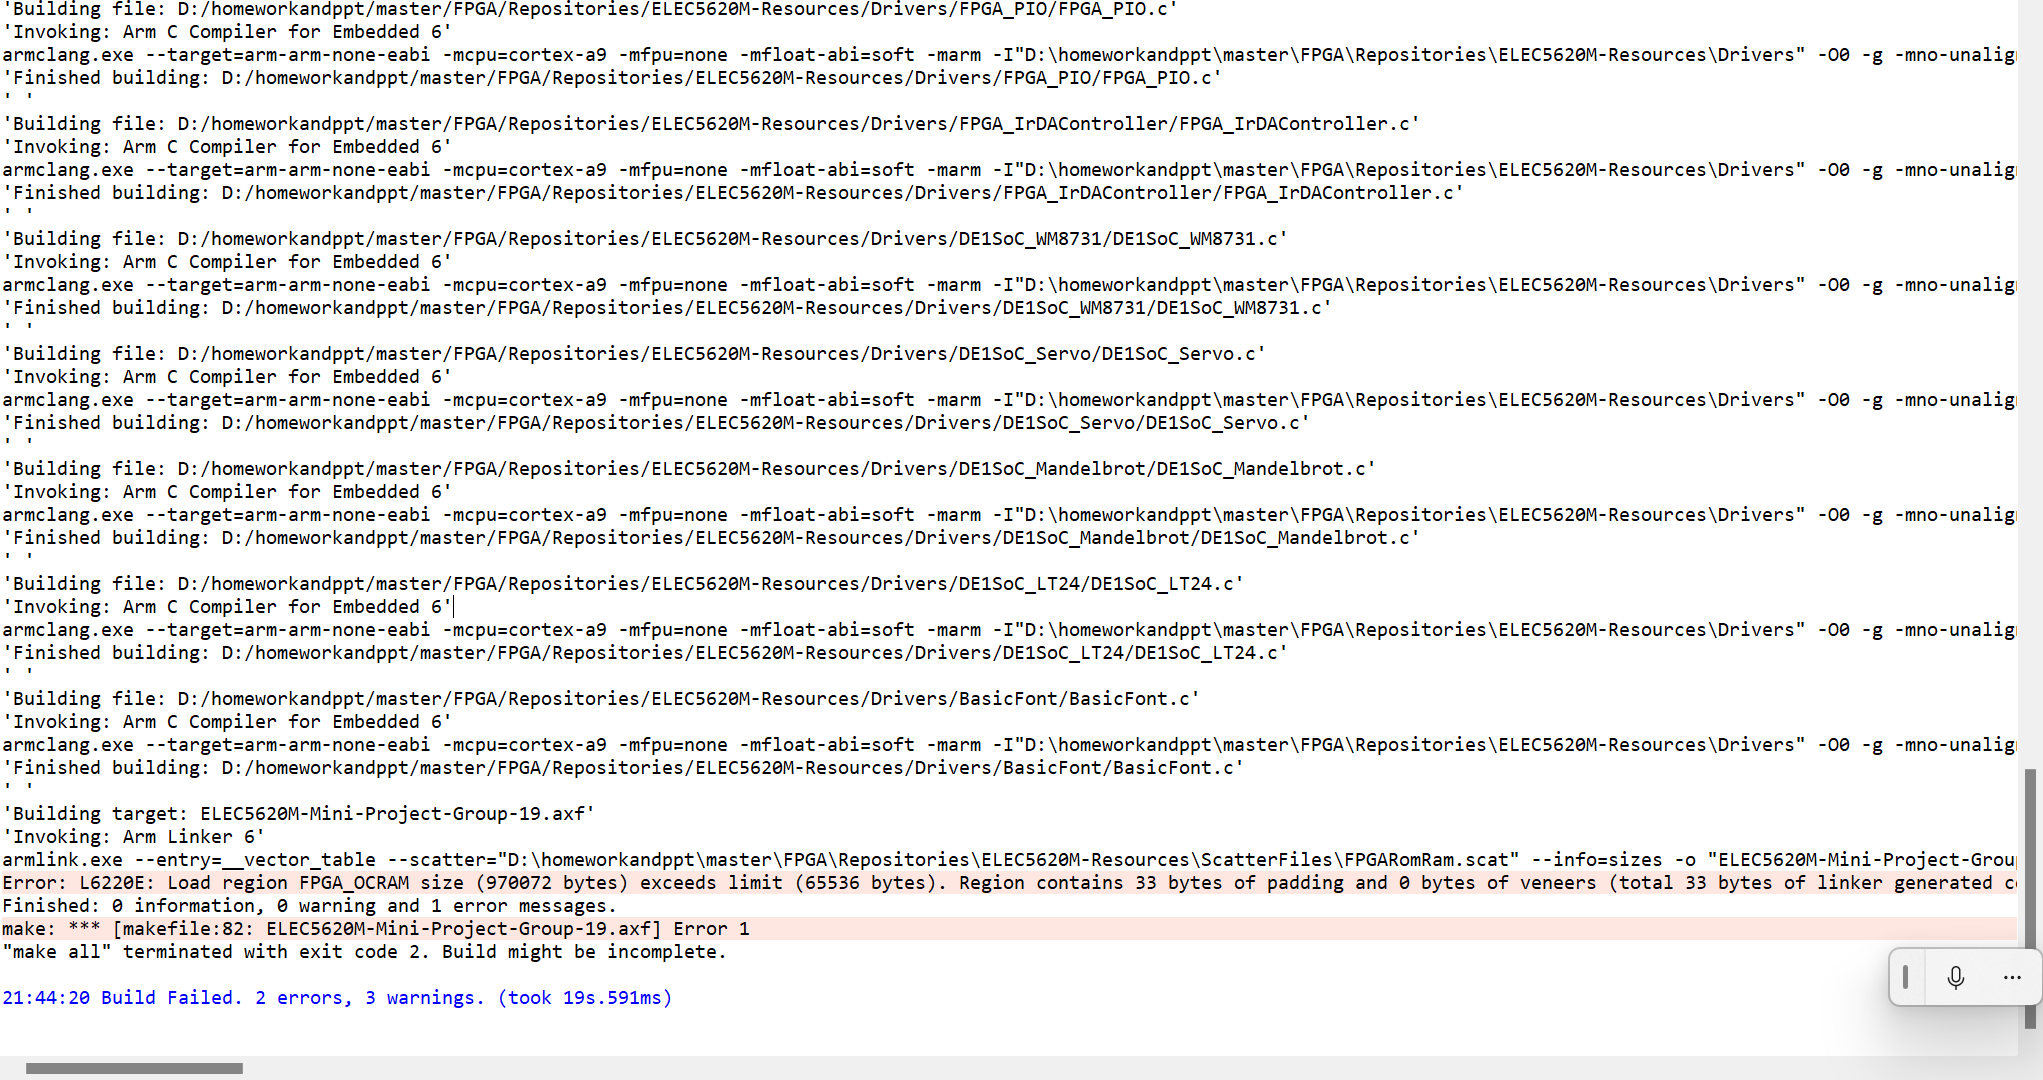 'Building file: D:/homeworkandppt/master/FPGA/Repositories/ELEC5620M-Resources/Drivers/FPGA_PIO/FPGA_PIO.c'
'Invoking: Arm C Compiler for Embedded 6'
armclang.exe --target=arm-arm-none-eabi -mcpu=cortex-a9 -mfpu=none -mfloat-abi=soft -marm -I"D:\homeworkandppt\master\FPGA\Repositories\ELEC5620M-Resources\Drivers" -O0 -g -mno-unalig
'Finished building: D:/homeworkandppt/master/FPGA/Repositories/ELEC5620M-Resources/Drivers/FPGA_PIO/FPGA_PIO.c'
' '
'Building file: D:/homeworkandppt/master/FPGA/Repositories/ELEC5620M-Resources/Drivers/FPGA_IrDAController/FPGA_IrDAController.c'
'Invoking: Arm C Compiler for Embedded 6'
armclang.exe --target=arm-arm-none-eabi -mcpu=cortex-a9 -mfpu=none -mfloat-abi=soft -marm -I"D:\homeworkandppt\master\FPGA\Repositories\ELEC5620M-Resources\Drivers" -O0 -g -mno-unalig
'Finished building: D:/homeworkandppt/master/FPGA/Repositories/ELEC5620M-Resources/Drivers/FPGA_IrDAController/FPGA_IrDAController.c'
' '
'Building file: D:/homeworkandppt/master/FPGA/Repositories/ELEC5620M-Resources/Drivers/DE1SoC_WM8731/DE1SoC_WM8731.c'
'Invoking: Arm C Compiler for Embedded 6'
armclang.exe --target=arm-arm-none-eabi -mcpu=cortex-a9 -mfpu=none -mfloat-abi=soft -marm -I"D:\homeworkandppt\master\FPGA\Repositories\ELEC5620M-Resources\Drivers" -O0 -g -mno-unalig
'Finished building: D:/homeworkandppt/master/FPGA/Repositories/ELEC5620M-Resources/Drivers/DE1SoC_WM8731/DE1SoC_WM8731.c'
' '
'Building file: D:/homeworkandppt/master/FPGA/Repositories/ELEC5620M-Resources/Drivers/DE1SoC_Servo/DE1SoC_Servo.c'
'Invoking: Arm C Compiler for Embedded 6'
armclang.exe --target=arm-arm-none-eabi -mcpu=cortex-a9 -mfpu=none -mfloat-abi=soft -marm -I"D:\homeworkandppt\master\FPGA\Repositories\ELEC5620M-Resources\Drivers" -O0 -g -mno-unalig
'Finished building: D:/homeworkandppt/master/FPGA/Repositories/ELEC5620M-Resources/Drivers/DE1SoC_Servo/DE1SoC_Servo.c'
' '
'Building file: D:/homeworkandppt/master/FPGA/Repositories/ELEC5620M-Resources/Drivers/DE1SoC_Mandelbrot/DE1SoC_Mandelbrot.c'
'Invoking: Arm C Compiler for Embedded 6'
armclang.exe --target=arm-arm-none-eabi -mcpu=cortex-a9 -mfpu=none -mfloat-abi=soft -marm -I"D:\homeworkandppt\master\FPGA\Repositories\ELEC5620M-Resources\Drivers" -O0 -g -mno-unalig
'Finished building: D:/homeworkandppt/master/FPGA/Repositories/ELEC5620M-Resources/Drivers/DE1SoC_Mandelbrot/DE1SoC_Mandelbrot.c'
' '
'Building file: D:/homeworkandppt/master/FPGA/Repositories/ELEC5620M-Resources/Drivers/DE1SoC_LT24/DE1SoC_LT24.c'
'Invoking: Arm C Compiler for Embedded 6'
armclang.exe --target=arm-arm-none-eabi -mcpu=cortex-a9 -mfpu=none -mfloat-abi=soft -marm -I"D:\homeworkandppt\master\FPGA\Repositories\ELEC5620M-Resources\Drivers" -O0 -g -mno-unalig
'Finished building: D:/homeworkandppt/master/FPGA/Repositories/ELEC5620M-Resources/Drivers/DE1SoC_LT24/DE1SoC_LT24.c'
' '
'Building file: D:/homeworkandppt/master/FPGA/Repositories/ELEC5620M-Resources/Drivers/BasicFont/BasicFont.c'
'Invoking: Arm C Compiler for Embedded 6'
armclang.exe --target=arm-arm-none-eabi -mcpu=cortex-a9 -mfpu=none -mfloat-abi=soft -marm -I"D:\homeworkandppt\master\FPGA\Repositories\ELEC5620M-Resources\Drivers" -O0 -g -mno-unalig
'Finished building: D:/homeworkandppt/master/FPGA/Repositories/ELEC5620M-Resources/Drivers/BasicFont/BasicFont.c'
' '
'Building target: ELEC5620M-Mini-Project-Group-19.axf'
'Invoking: Arm Linker 6'
armlink.exe --entry=__vector_table --scatter="D:\homeworkandppt\master\FPGA\Repositories\ELEC5620M-Resources\ScatterFiles\FPGARomRam.scat" --info=sizes -o "ELEC5620M-Mini-Project-Grou
Error: L6220E: Load region FPGA_OCRAM size (970072 bytes) exceeds limit (65536 bytes). Region contains 33 bytes of padding and 0 bytes of veneers (total 33 bytes of linker generated c
Finished: 0 information, 0 warning and 1 error messages.
make: *** [makefile:82: ELEC5620M-Mini-Project-Group-19.axf] Error 1
"make all" terminated with exit code 2. Build might be incomplete.
21:44:20 Build Failed. 2 errors, 3 warnings. (took 19s.591ms)